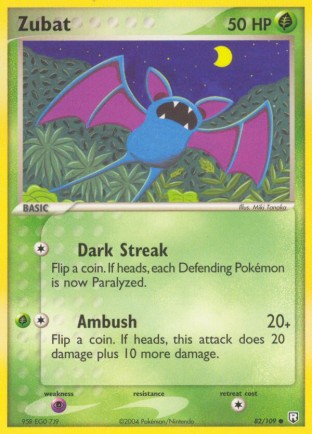 Zubat 50 HP
BASIC Illus. Miki Tanaka
Dark Streak
Flip a coin. If heads, each Defending Pokémon
is now Paralyzed.
Ambush 20+
Flip a coin. If heads, this attack does 20
damage plus 10 more damage.
weakness resistance retreat cost
©2004 Pokémon/Nintendo 82/109 ● R